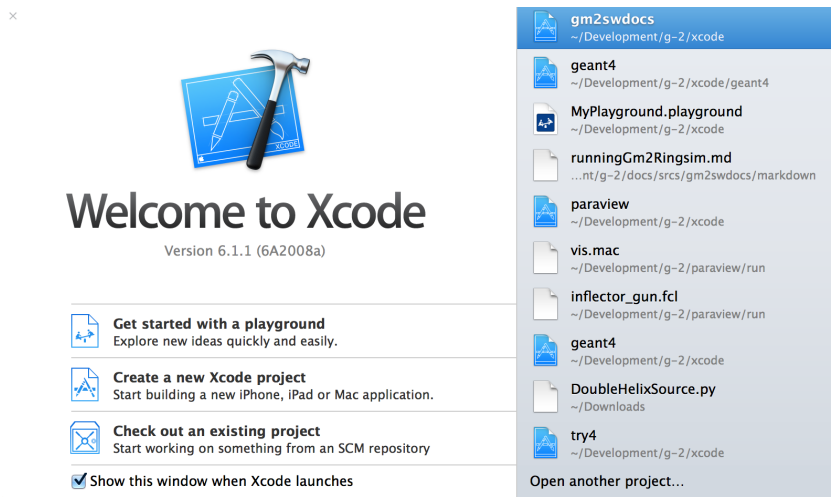 XCODE
Welcome to Xcode
Version 6.1.1 (6A2008a)
Get started with a playground
Explore new ideas quickly and easily.
Create a new Xcode project
Start building a new iPhone, iPad or Mac application.
Check out an existing project
Start working on something from an SCM repository
Show this window when Xcode launches
gm2swdocs
~/Development/g-2/xcode
geant4
~/Development/g-2/xcode/geant4
MyPlayground.playground
~/Development/g-2/xcode
runningGm2Ringsim.md
...nt/g-2/docs/srcs/gm2swdocs/markdown
paraview
~/Development/g-2/xcode
vis.mac
~/Development/g-2/paraview/run
inflector_gun.fcl
~/Development/g-2/paraview/run
geant4
~/Development/g-2/xcode
DoubleHelixSource.py
~/Downloads
try4
~/Development/g-2/xcode
Open another project...